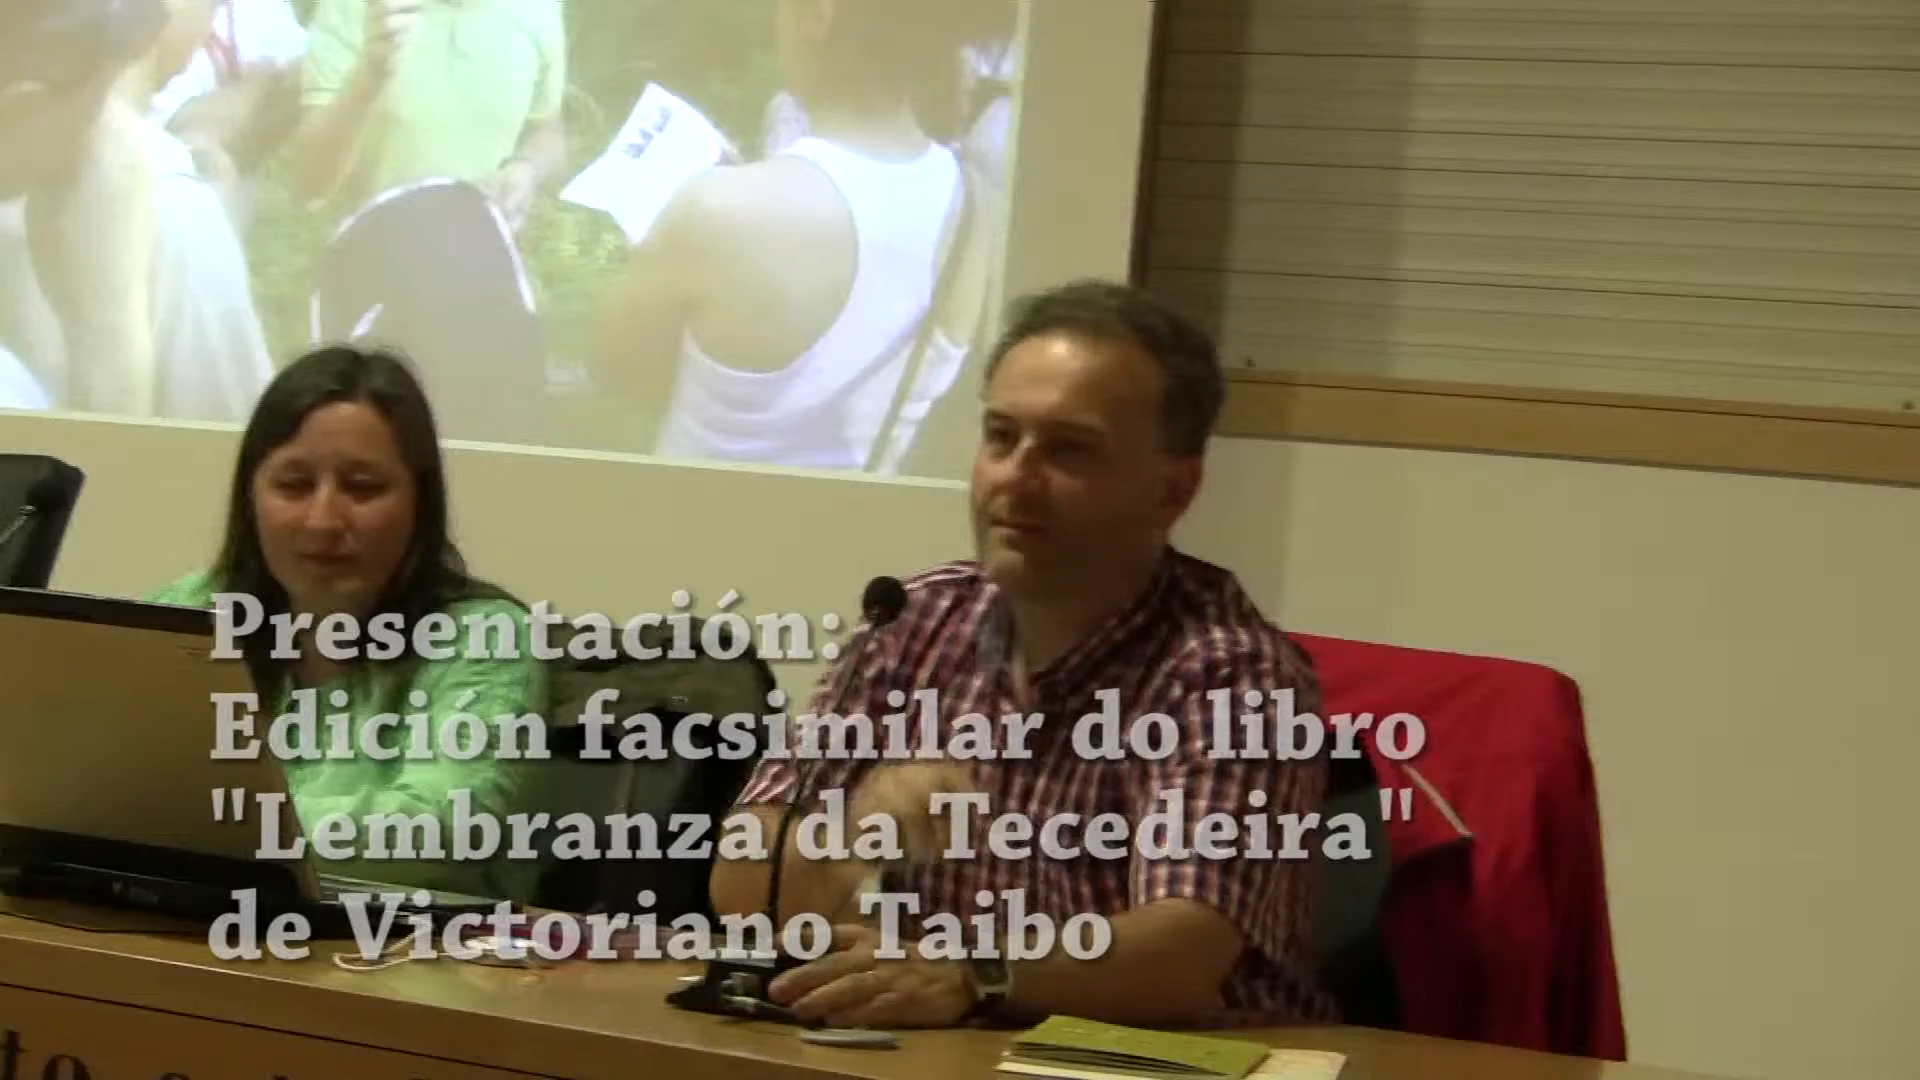 Presentación:
Edición facsimilar do libro
"Lembranza da Tecedeira"
de Victoriano Taibo